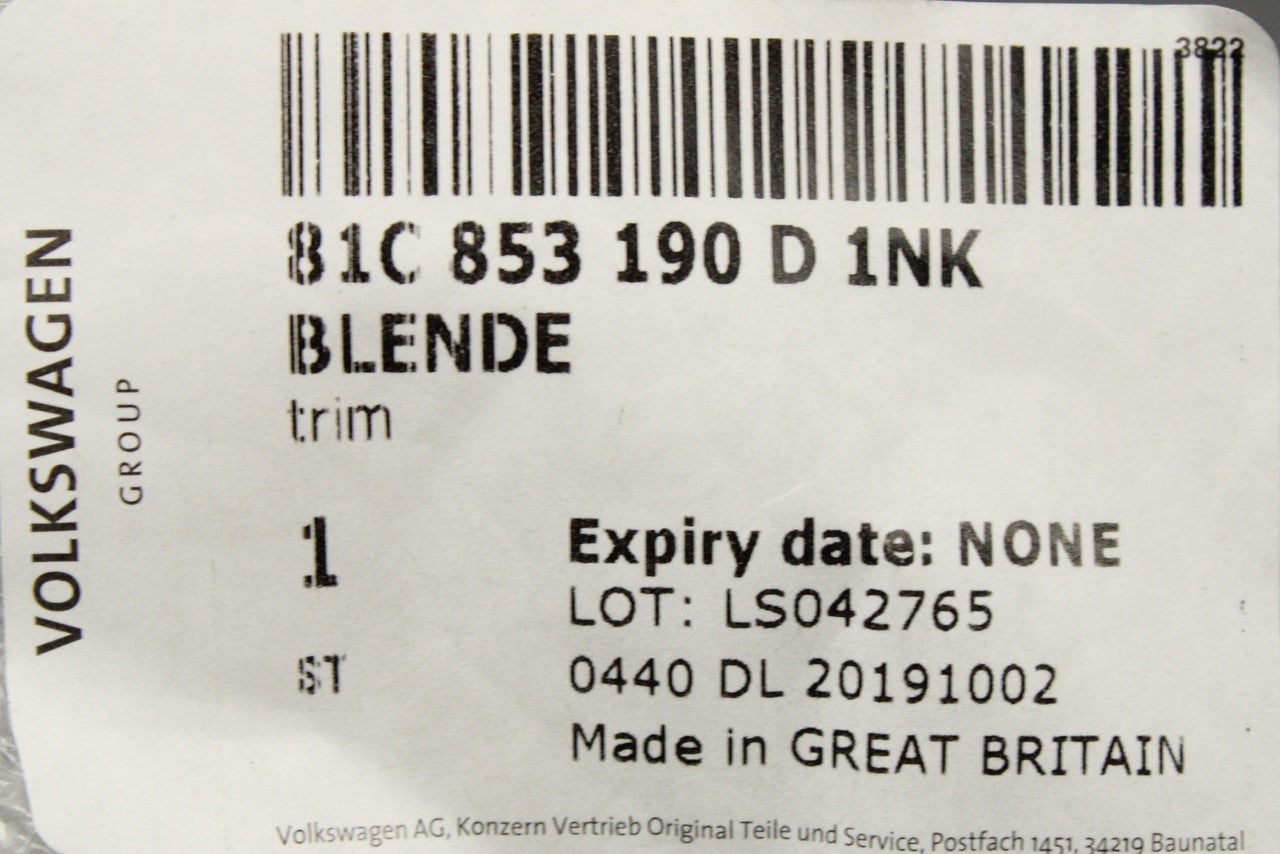 3822
81C 853 190 D 1NK
BLENDE
trim
1
Expiry date: NONE
LOT: LS042765
ST
0440 DL 20191002
Made in GREAT BRITAIN
Volkswagen AG, Konzern Vertrieb Original Teile und Service, Postfach 1451, 34219 Baunatal
VOLKSWAGEN
GROUP